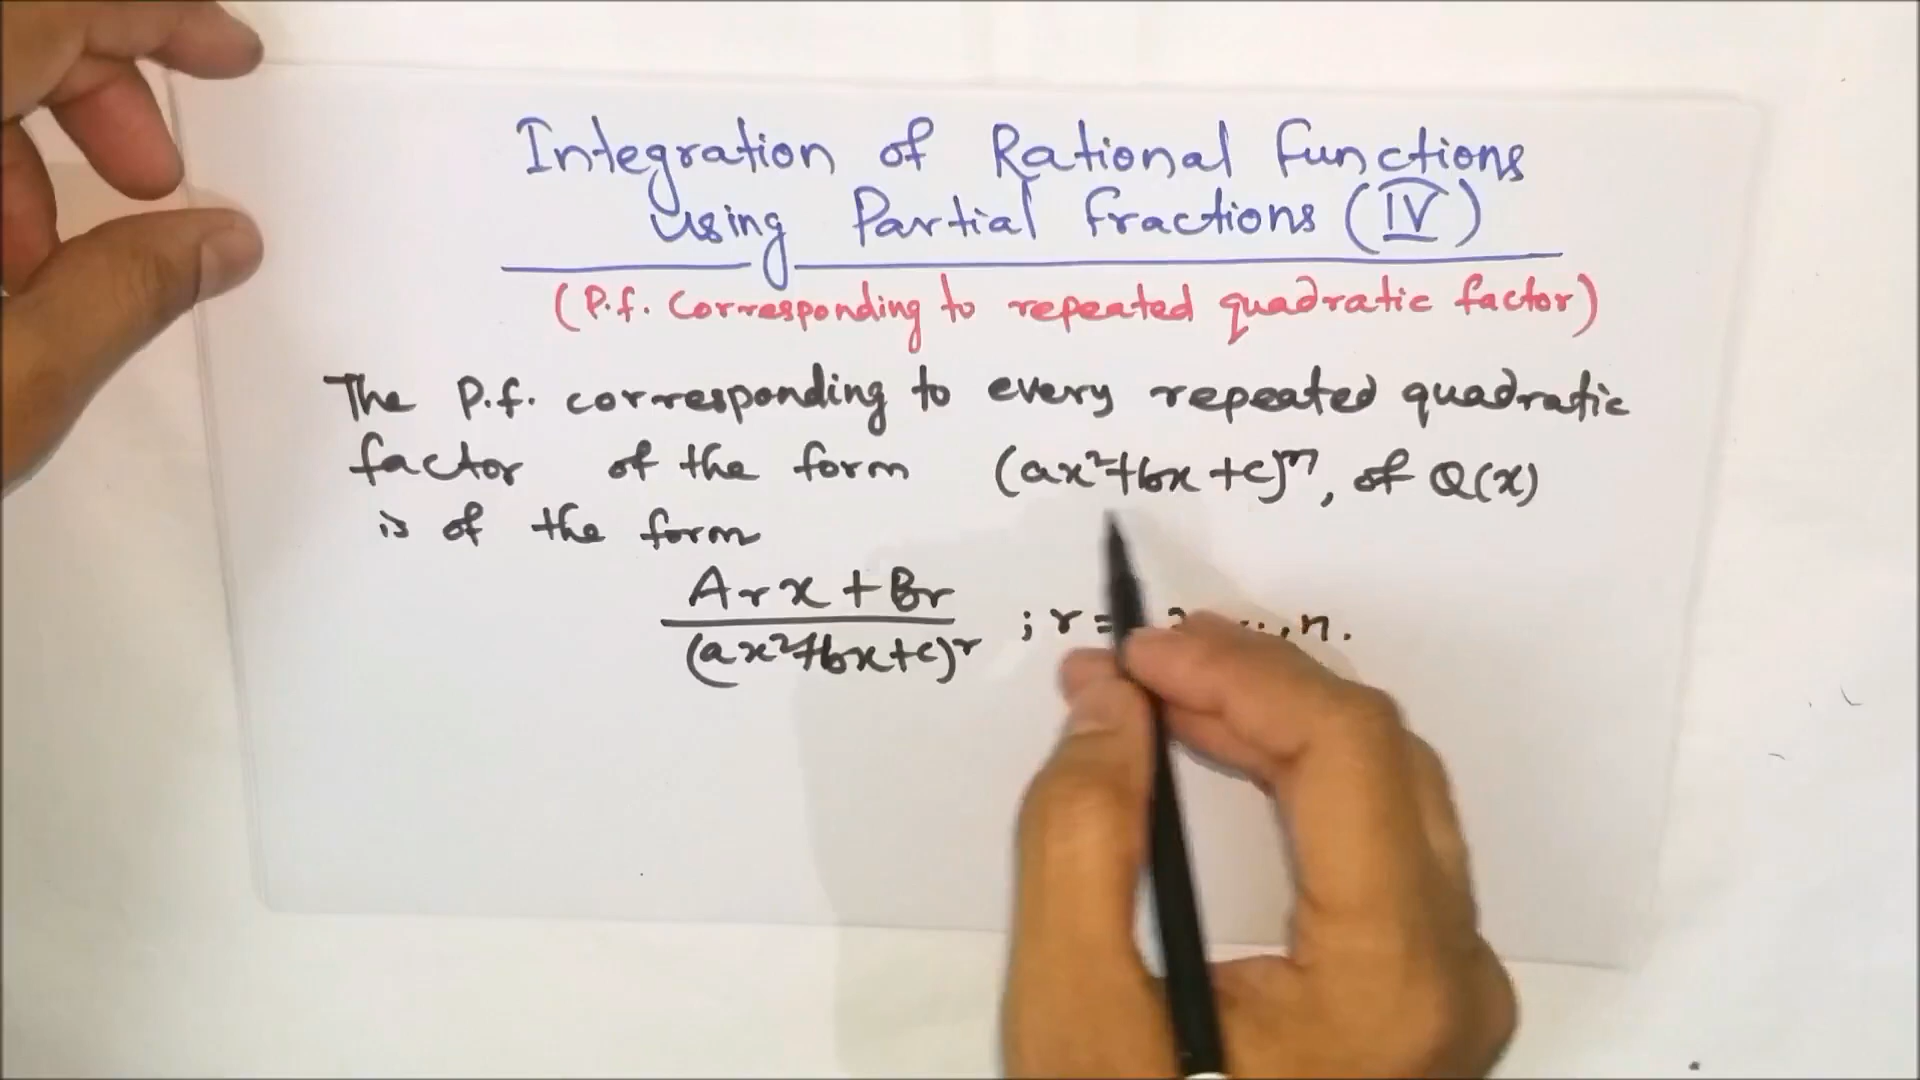 Integration of Rational Functions
using Partial Fractions (IV)
(P.f. Corresponding to repeated quadratic factor)
The P.f. corresponding to every repeated quadratic
factor of the form (ax²+bx+c)ⁿ, of Q(x)
is of the form
Arx + Br
(ax²+bx+c)^r ; r = 2 ..., n.